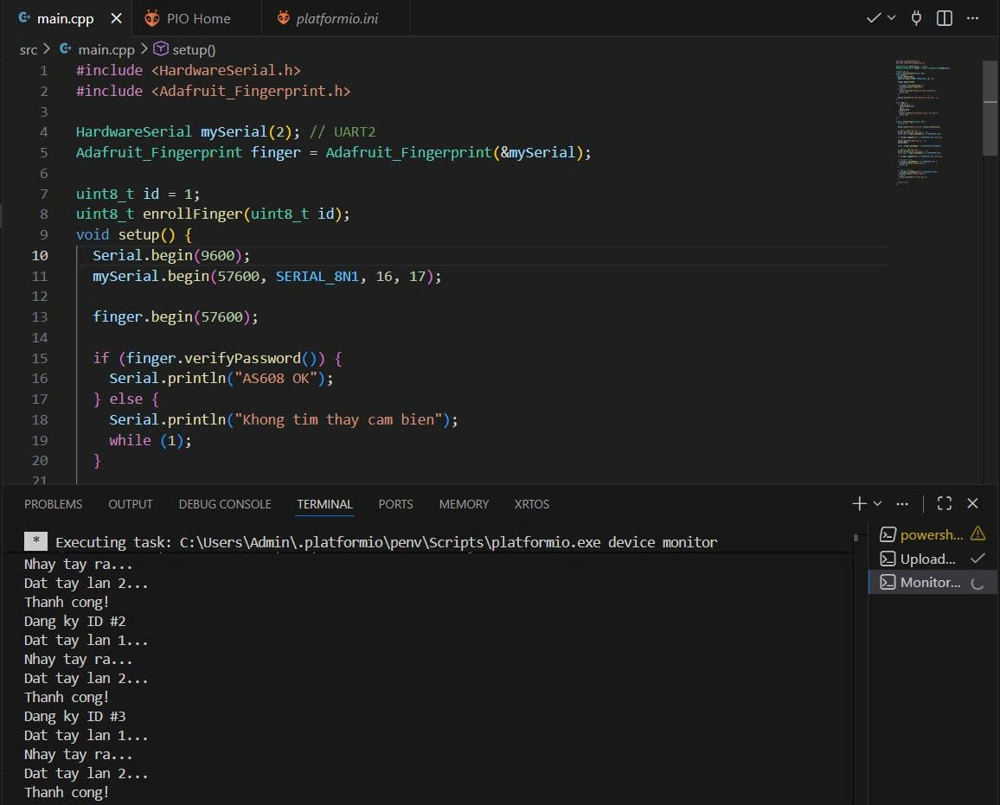 main.cpp PIO Home platformio.ini
src > main.cpp > setup()
1 #include <HardwareSerial.h>
2 #include <Adafruit_Fingerprint.h>
3
4 HardwareSerial mySerial(2); // UART2
5 Adafruit_Fingerprint finger = Adafruit_Fingerprint(&mySerial);
6
7 uint8_t id = 1;
8 uint8_t enrollFinger(uint8_t id);
9 void setup() {
10 Serial.begin(9600);
11 mySerial.begin(57600, SERIAL_8N1, 16, 17);
12
13 finger.begin(57600);
14
15 if (finger.verifyPassword()) {
16 Serial.println("AS608 OK");
17 } else {
18 Serial.println("Khong tim thay cam bien");
19 while (1);
20 }
21
PROBLEMS OUTPUT DEBUG CONSOLE TERMINAL PORTS MEMORY XRTOS
* Executing task: C:\Users\Admin\.platformio\penv\Scripts\platformio.exe device monitor
Nhay tay ra...
Dat tay lan 2...
Thanh cong!
Dang ky ID #2
Dat tay lan 1...
Nhay tay ra...
Dat tay lan 2...
Thanh cong!
Dang ky ID #3
Dat tay lan 1...
Nhay tay ra...
Dat tay lan 2...
Thanh cong!
powersh...
Upload...
Monitor...